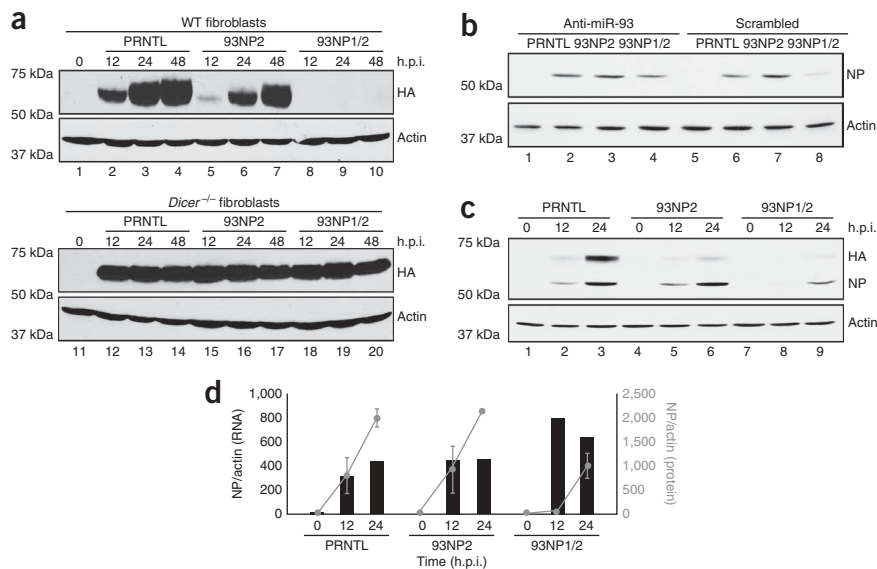 a
WT fibroblasts
PRNTL 93NP2 93NP1/2
0 12 24 48 12 24 48 12 24 48 h.p.i.
75 kDa
HA
50 kDa
Actin
37 kDa
1 2 3 4 5 6 7 8 9 10
Dicer–/– fibroblasts
PRNTL 93NP2 93NP1/2
0 12 24 48 12 24 48 12 24 48 h.p.i.
75 kDa
HA
50 kDa
Actin
37 kDa
11 12 13 14 15 16 17 18 19 20
b
Anti-miR-93 Scrambled
PRNTL 93NP2 93NP1/2 PRNTL 93NP2 93NP1/2
NP
50 kDa
Actin
37 kDa
1 2 3 4 5 6 7 8
c
PRNTL 93NP2 93NP1/2
0 12 24 0 12 24 0 12 24 h.p.i.
75 kDa
HA
NP
50 kDa
Actin
37 kDa
1 2 3 4 5 6 7 8 9
d
NP/actin (RNA)
1,000
800
600
400
200
0
NP/actin (protein)
2,500
2,000
1,500
1,000
500
0
0 12 24 0 12 24 0 12 24
PRNTL 93NP2 93NP1/2
Time (h.p.i.)